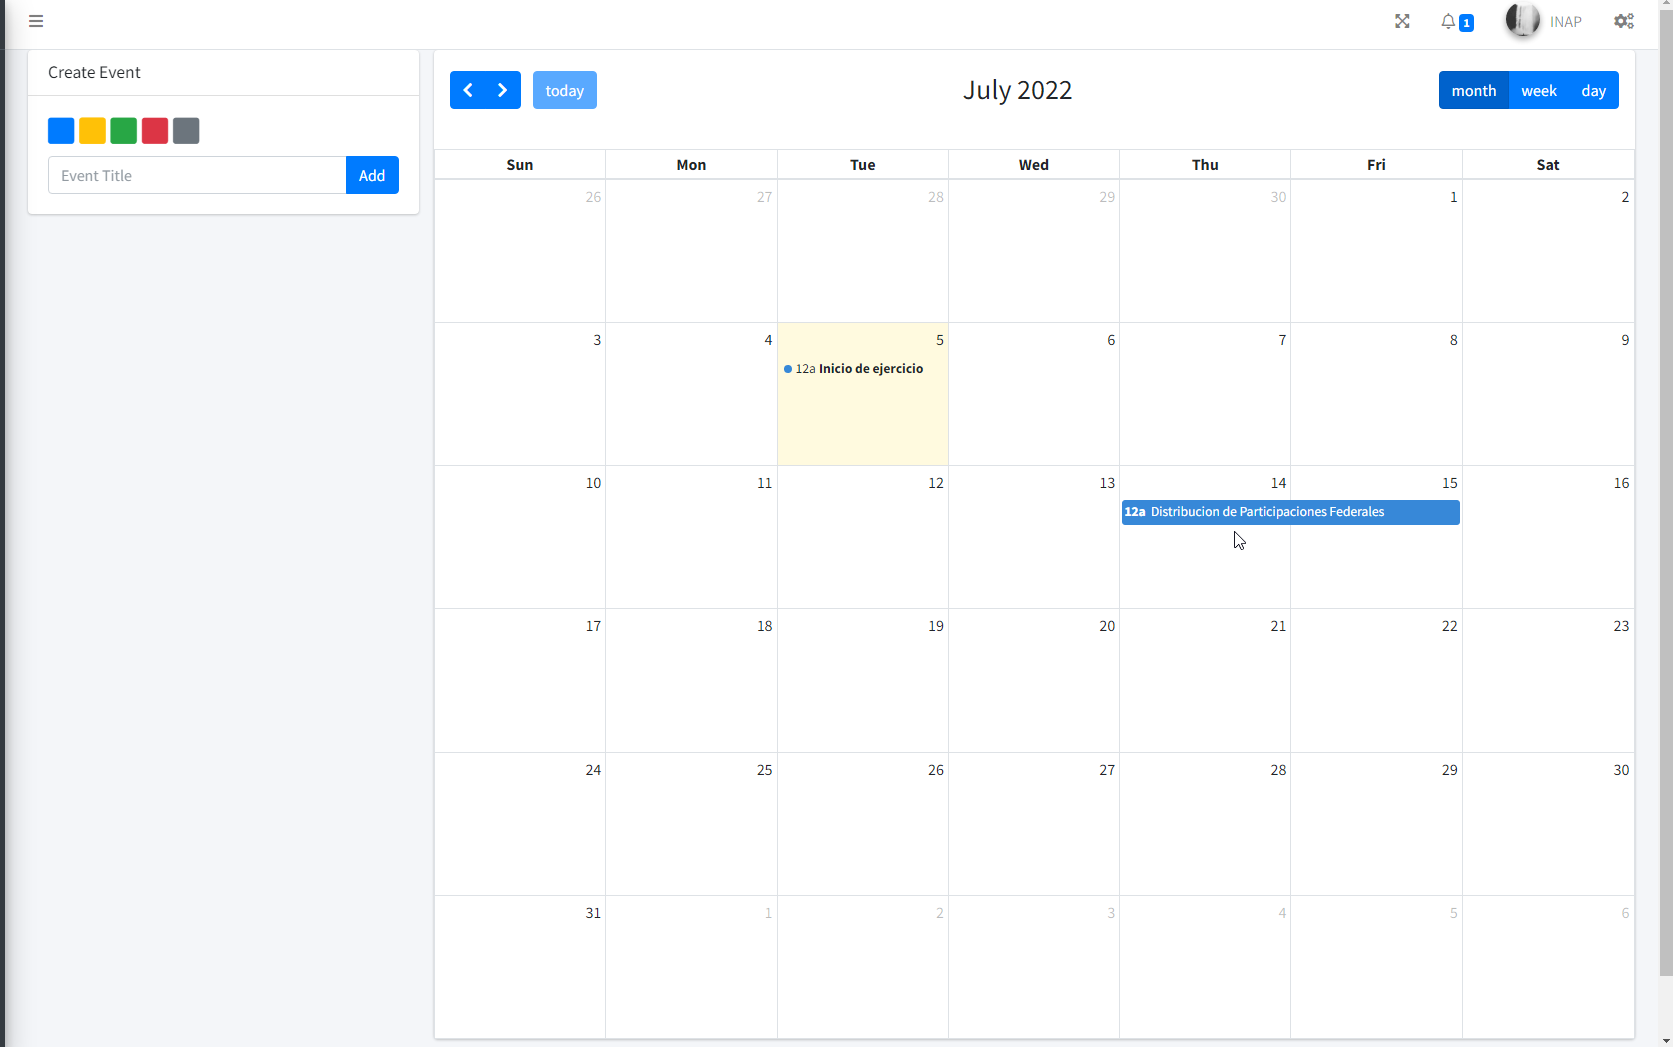 1 INAP
Create Event
today July 2022 month week day
Event Title Add
Sun Mon Tue Wed Thu Fri Sat
26 27 28 29 30 1 2
3 4 5 6 7 8 9
12a Inicio de ejercicio
10 11 12 13 14 15 16
12a Distribucion de Participaciones Federales
17 18 19 20 21 22 23
24 25 26 27 28 29 30
31 1 2 3 4 5 6